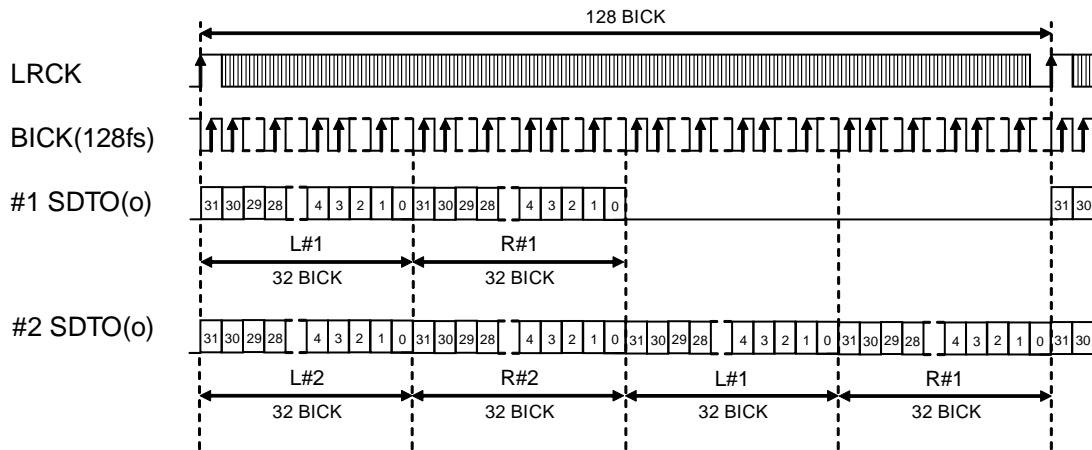 128 BICK
LRCK
BICK(128fs)
#1 SDTO(o)
31 30 29 28 4 3 2 1 0 31 30 29 28 4 3 2 1 0 31 30
L#1 R#1
32 BICK 32 BICK
#2 SDTO(o)
31 30 29 28 4 3 2 1 0 31 30 29 28 4 3 2 1 0 31 30 29 28 4 3 2 1 0 31 30 29 28 4 3 2 1 0 31 30
L#2 R#2 L#1 R#1
32 BICK 32 BICK 32 BICK 32 BICK